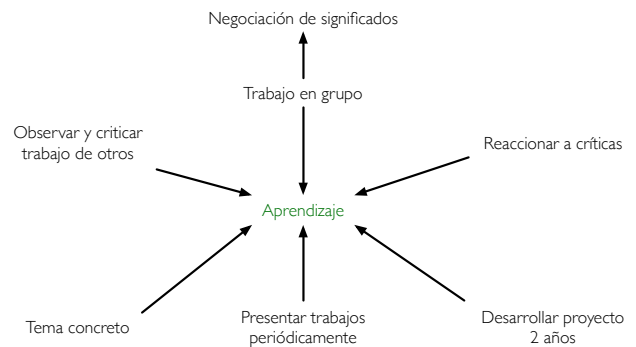 Negociación de significados
Trabajo en grupo
Observar y criticar
trabajo de otros
Reaccionar a críticas
Aprendizaje
Tema concreto
Presentar trabajos
periódicamente
Desarrollar proyecto
2 años